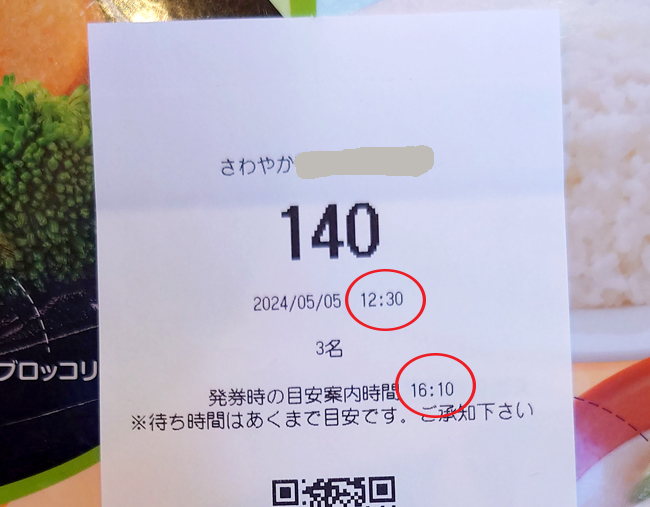 さわやか
140
2024/05/05 12:30
3名
発券時の目安案内時間 16:10
※待ち時間はあくまで目安です。ご承知下さい
ブロッコリ